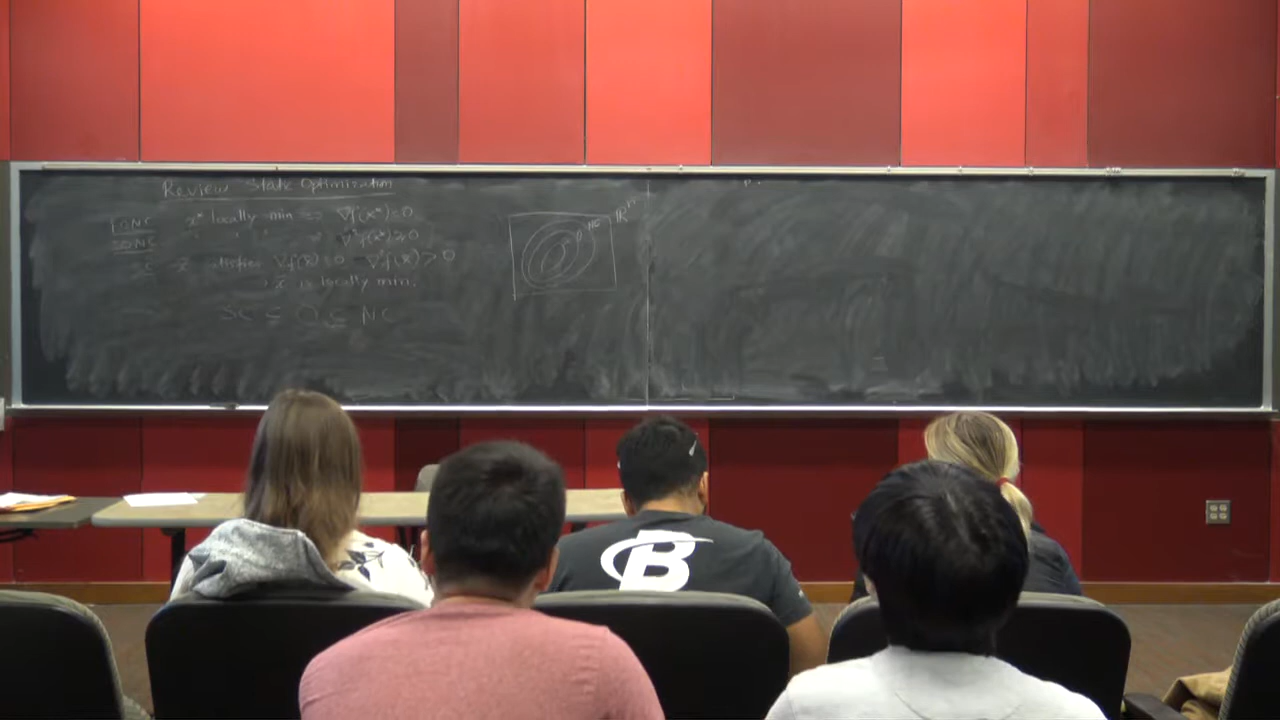 Review Static Optimization
FONC x* locally min ⇒ ∇f(x*)=0
SONC " " " ⇒ ∇²f(x*)≥0
SC x̄ satisfies ∇f(x̄)=0 ∇²f(x̄)>0
⇒ x̄ is locally min.
SC ⊆ O ⊆ NC
NC
ℝⁿ
B